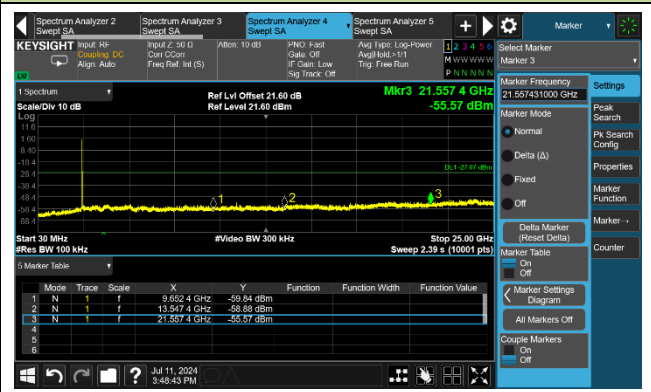 Spectrum Analyzer 2
Swept SA
Spectrum Analyzer 3
Swept SA
Spectrum Analyzer 4
Swept SA
Spectrum Analyzer 5
Swept SA
+
Marker
KEYSIGHT
Input: RF
Coupling: DC
Align: Auto
Input Z: 50 Ω
Corr CCorr
Freq Ref: Int (S)
Atten: 10 dB
PNO: Fast
Gate: Off
IF Gain: Low
Sig Track: Off
Avg Type: Log-Power
Avg|Hold:>1/1
Trig: Free Run
1 2 3 4 5 6
M W W W W W
P N N N N N
LXI
Select Marker
Marker 3
1 Spectrum
Scale/Div 10 dB
Ref Lvl Offset 21.60 dB
Ref Level 21.60 dBm
Mkr3 21.557 4 GHz
-55.57 dBm
Log
11.6
1.60
-8.40
-18.4
-28.4
-38.4
-48.4
-58.4
-68.4
DL1 -27.87 dBm
1
2
3
Start 30 MHz
#Res BW 100 kHz
#Video BW 300 kHz
Stop 25.00 GHz
Sweep 2.39 s (10001 pts)
5 Marker Table
Mode Trace Scale X Y Function Function Width Function Value
1 N 1 f 9.652 4 GHz -59.84 dBm
2 N 1 f 13.547 4 GHz -58.88 dBm
3 N 1 f 21.557 4 GHz -55.57 dBm
4
5
6
Marker Frequency
21.557431000 GHz
Marker Mode
Normal
Delta (Δ)
Fixed
Off
Delta Marker
(Reset Delta)
Marker Table
On
Off
Marker Settings
Diagram
All Markers Off
Couple Markers
On
Off
Settings
Peak
Search
Pk Search
Config
Properties
Marker
Function
Marker→
Counter
?
Jul 11, 2024
3:48:43 PM